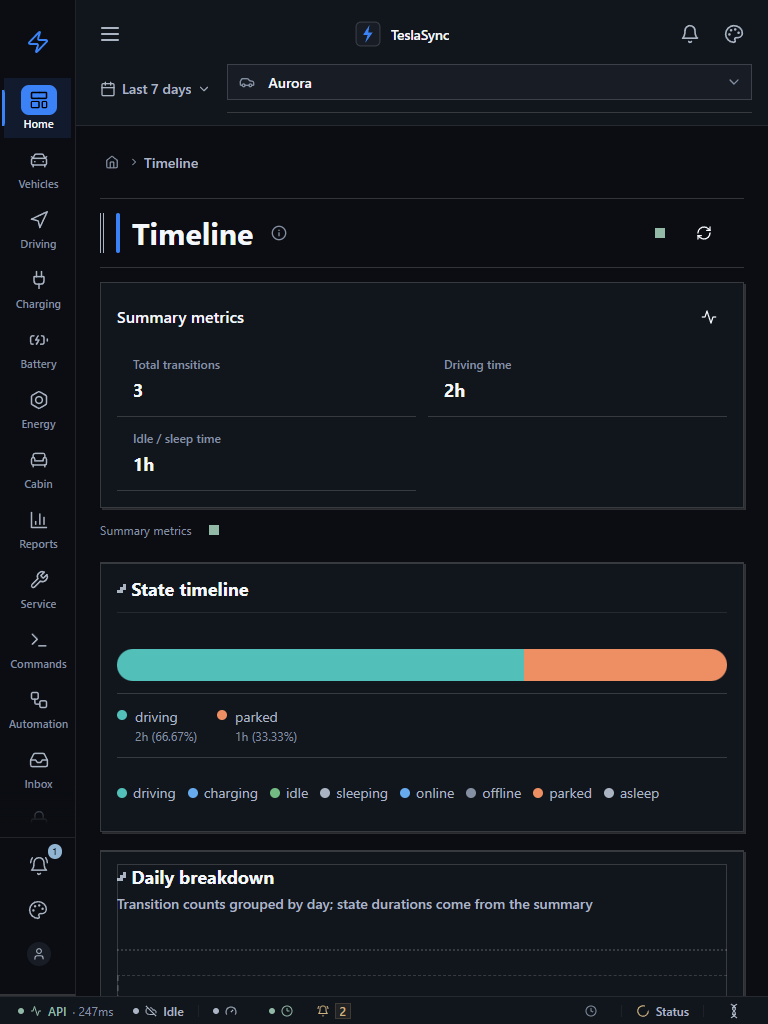 TeslaSync
Last 7 days
Aurora
Home
Vehicles
Driving
Charging
Battery
Energy
Cabin
Reports
Service
Commands
Automation
Inbox
1
Timeline
Timeline
Summary metrics
Total transitions
3
Driving time
2h
Idle / sleep time
1h
Summary metrics
State timeline
driving
2h (66.67%)
parked
1h (33.33%)
driving charging idle sleeping online offline parked asleep
Daily breakdown
Transition counts grouped by day; state durations come from the summary
API · 247ms Idle 2 Status